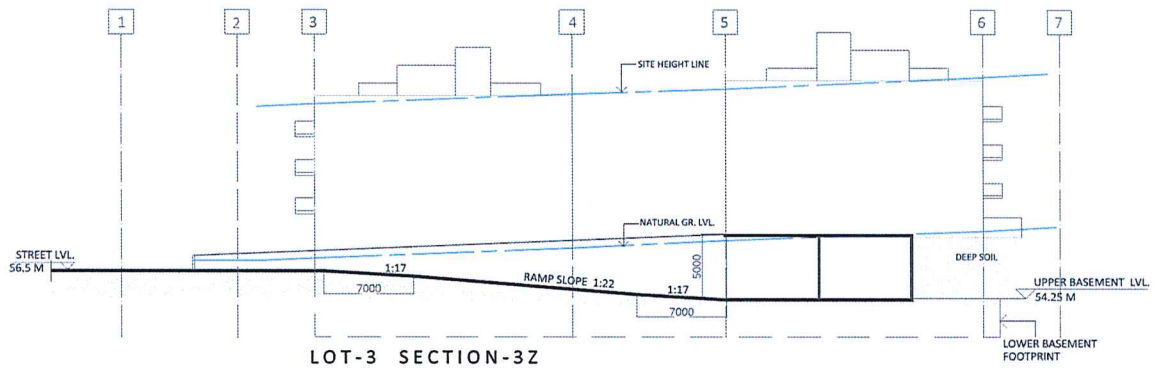 1 2 3 4 5 6 7
SITE HEIGHT LINE
NATURAL GR. LVL.
STREET LVL.
56.5 M
1:17
7000
RAMP SLOPE 1:22
1:17
7000
5000
DEEP SOIL
UPPER BASEMENT LVL.
54.25 M
LOWER BASEMENT
FOOTPRINT
LOT-3 SECTION-3Z